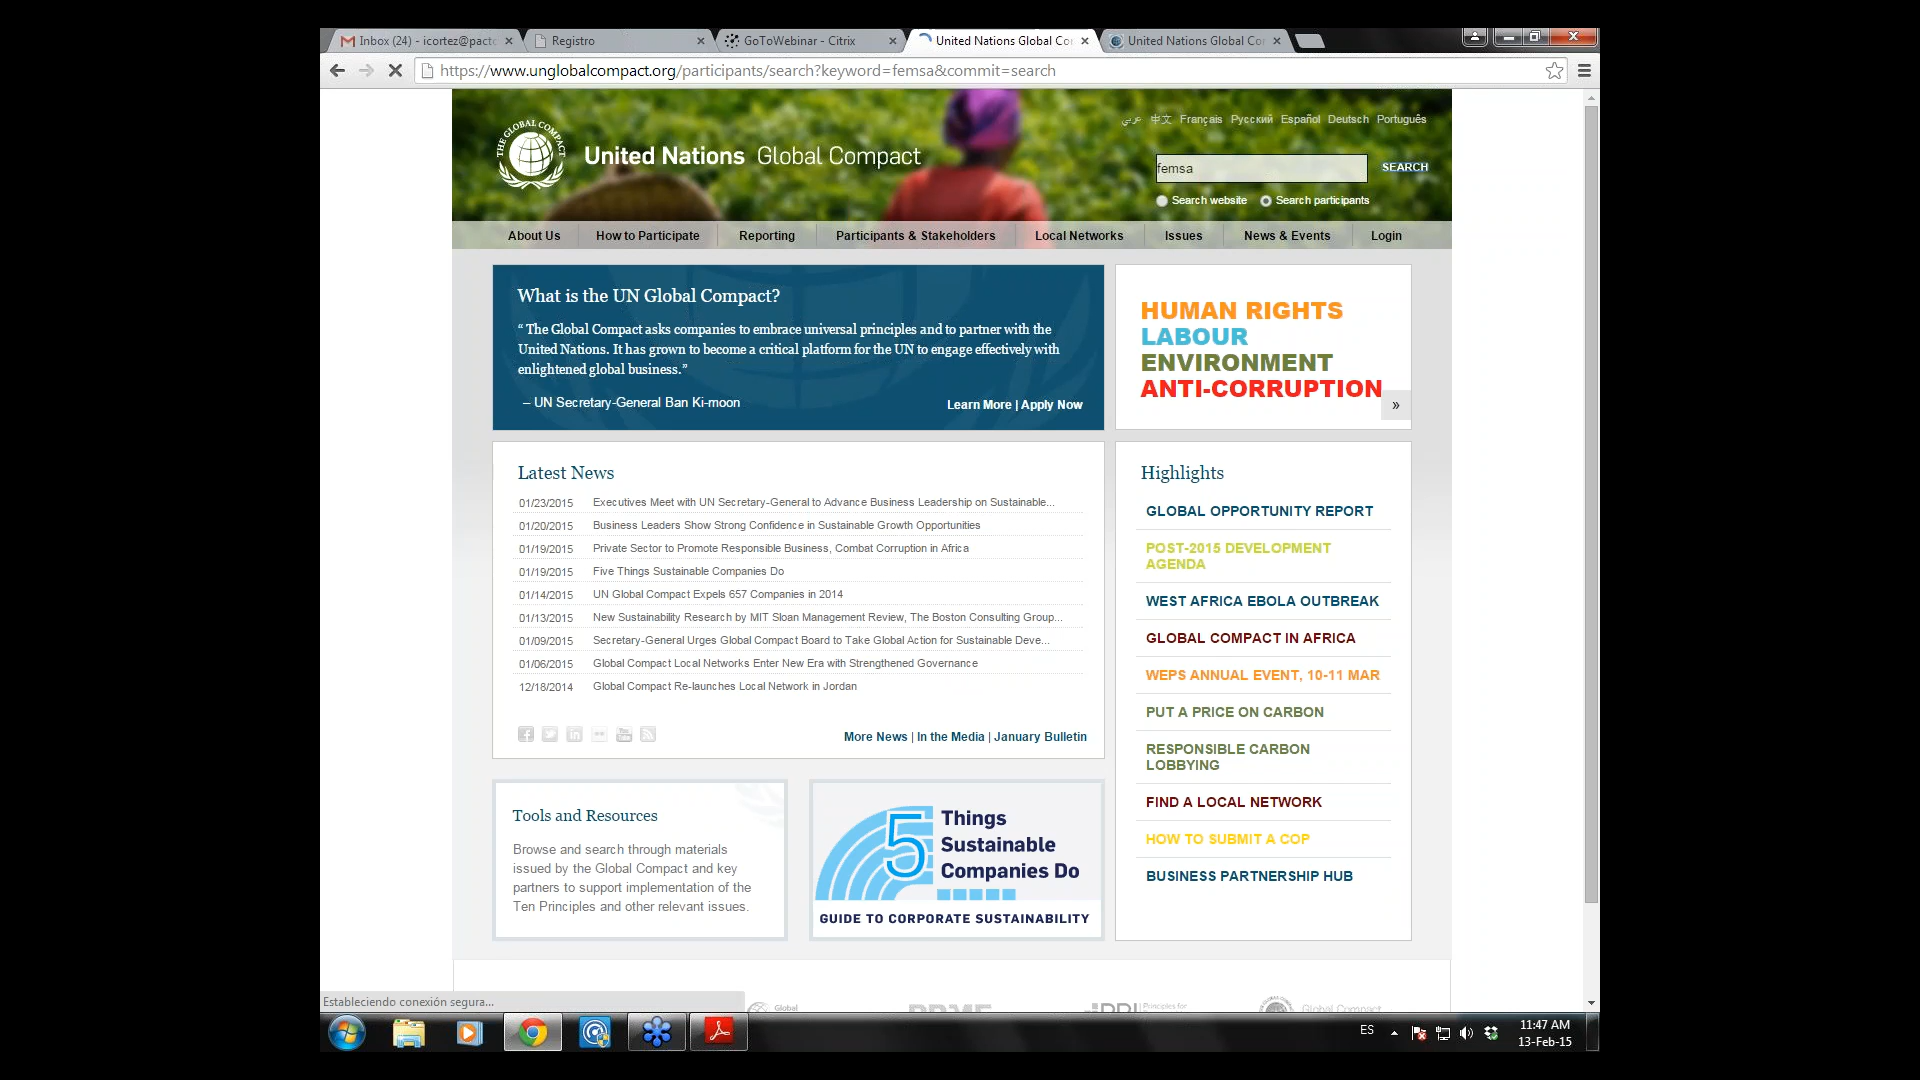 Inbox (24) - icortez@pacto
Registro
GoToWebinar - Citrix
United Nations Global Co
United Nations Global Co
https://www.unglobalcompact.org/participants/search?keyword=femsa&commit=search
عربي 中文 Français Русский Español Deutsch Português
THE GLOBAL COMPACT
United Nations Global Compact
femsa
SEARCH
Search website Search participants
About Us How to Participate Reporting Participants & Stakeholders Local Networks Issues News & Events Login
What is the UN Global Compact?
“ The Global Compact asks companies to embrace universal principles and to partner with the
United Nations. It has grown to become a critical platform for the UN to engage effectively with
enlightened global business.”
– UN Secretary-General Ban Ki-moon
Learn More | Apply Now
HUMAN RIGHTS
LABOUR
ENVIRONMENT
ANTI-CORRUPTION
»
Latest News
01/23/2015 Executives Meet with UN Secretary-General to Advance Business Leadership on Sustainable...
01/20/2015 Business Leaders Show Strong Confidence in Sustainable Growth Opportunities
01/19/2015 Private Sector to Promote Responsible Business, Combat Corruption in Africa
01/19/2015 Five Things Sustainable Companies Do
01/14/2015 UN Global Compact Expels 657 Companies in 2014
01/13/2015 New Sustainability Research by MIT Sloan Management Review, The Boston Consulting Group...
01/09/2015 Secretary-General Urges Global Compact Board to Take Global Action for Sustainable Deve...
01/06/2015 Global Compact Local Networks Enter New Era with Strengthened Governance
12/18/2014 Global Compact Re-launches Local Network in Jordan
More News | In the Media | January Bulletin
Highlights
GLOBAL OPPORTUNITY REPORT
POST-2015 DEVELOPMENT
AGENDA
WEST AFRICA EBOLA OUTBREAK
GLOBAL COMPACT IN AFRICA
WEPS ANNUAL EVENT, 10-11 MAR
PUT A PRICE ON CARBON
RESPONSIBLE CARBON
LOBBYING
FIND A LOCAL NETWORK
HOW TO SUBMIT A COP
BUSINESS PARTNERSHIP HUB
Tools and Resources
Browse and search through materials
issued by the Global Compact and key
partners to support implementation of the
Ten Principles and other relevant issues.
5
Things
Sustainable
Companies Do
GUIDE TO CORPORATE SUSTAINABILITY
Estableciendo conexión segura...
Global
PRME
PRI Principles for
Global Compact
ES
11:47 AM
13-Feb-15